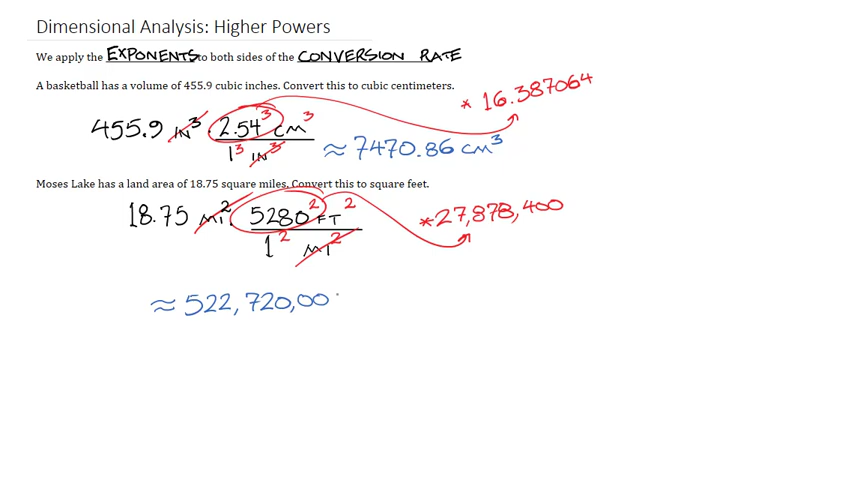 Dimensional Analysis: Higher Powers
We apply the EXPONENTS to both sides of the CONVERSION RATE
A basketball has a volume of 455.9 cubic inches. Convert this to cubic centimeters.
* 16.387064
455.9 IN³ · 2.54³ CM³
1³ IN³
≈ 7470.86 CM³
Moses Lake has a land area of 18.75 square miles. Convert this to square feet.
18.75 MI² · 5280² FT²
1² MI²
* 27,878,400
≈ 522,720,00